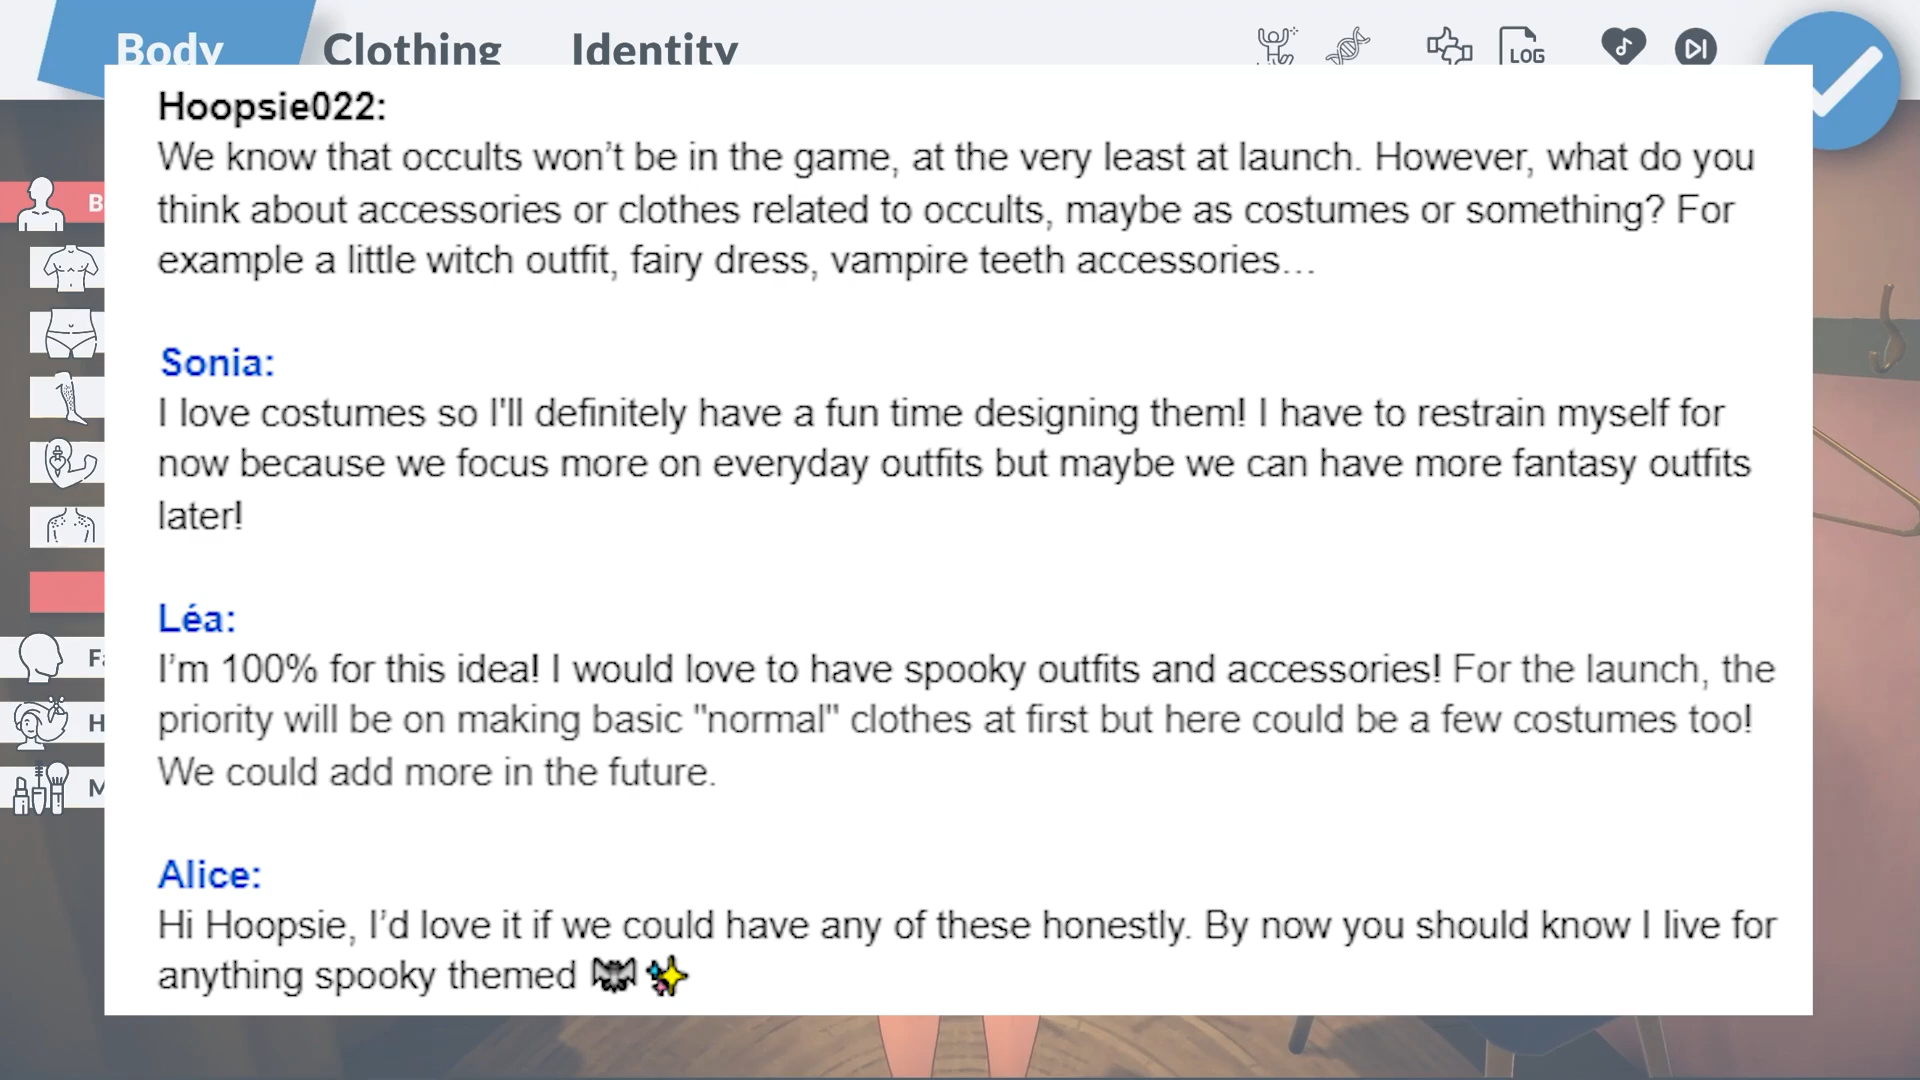 Body Clothing Identity
LOG
Hoopsie022:
We know that occults won’t be in the game, at the very least at launch. However, what do you
think about accessories or clothes related to occults, maybe as costumes or something? For
example a little witch outfit, fairy dress, vampire teeth accessories…
Sonia:
I love costumes so I'll definitely have a fun time designing them! I have to restrain myself for
now because we focus more on everyday outfits but maybe we can have more fantasy outfits
later!
Léa:
I’m 100% for this idea! I would love to have spooky outfits and accessories! For the launch, the
priority will be on making basic "normal" clothes at first but here could be a few costumes too!
We could add more in the future.
Alice:
Hi Hoopsie, I’d love it if we could have any of these honestly. By now you should know I live for
anything spooky themed 🦇✨